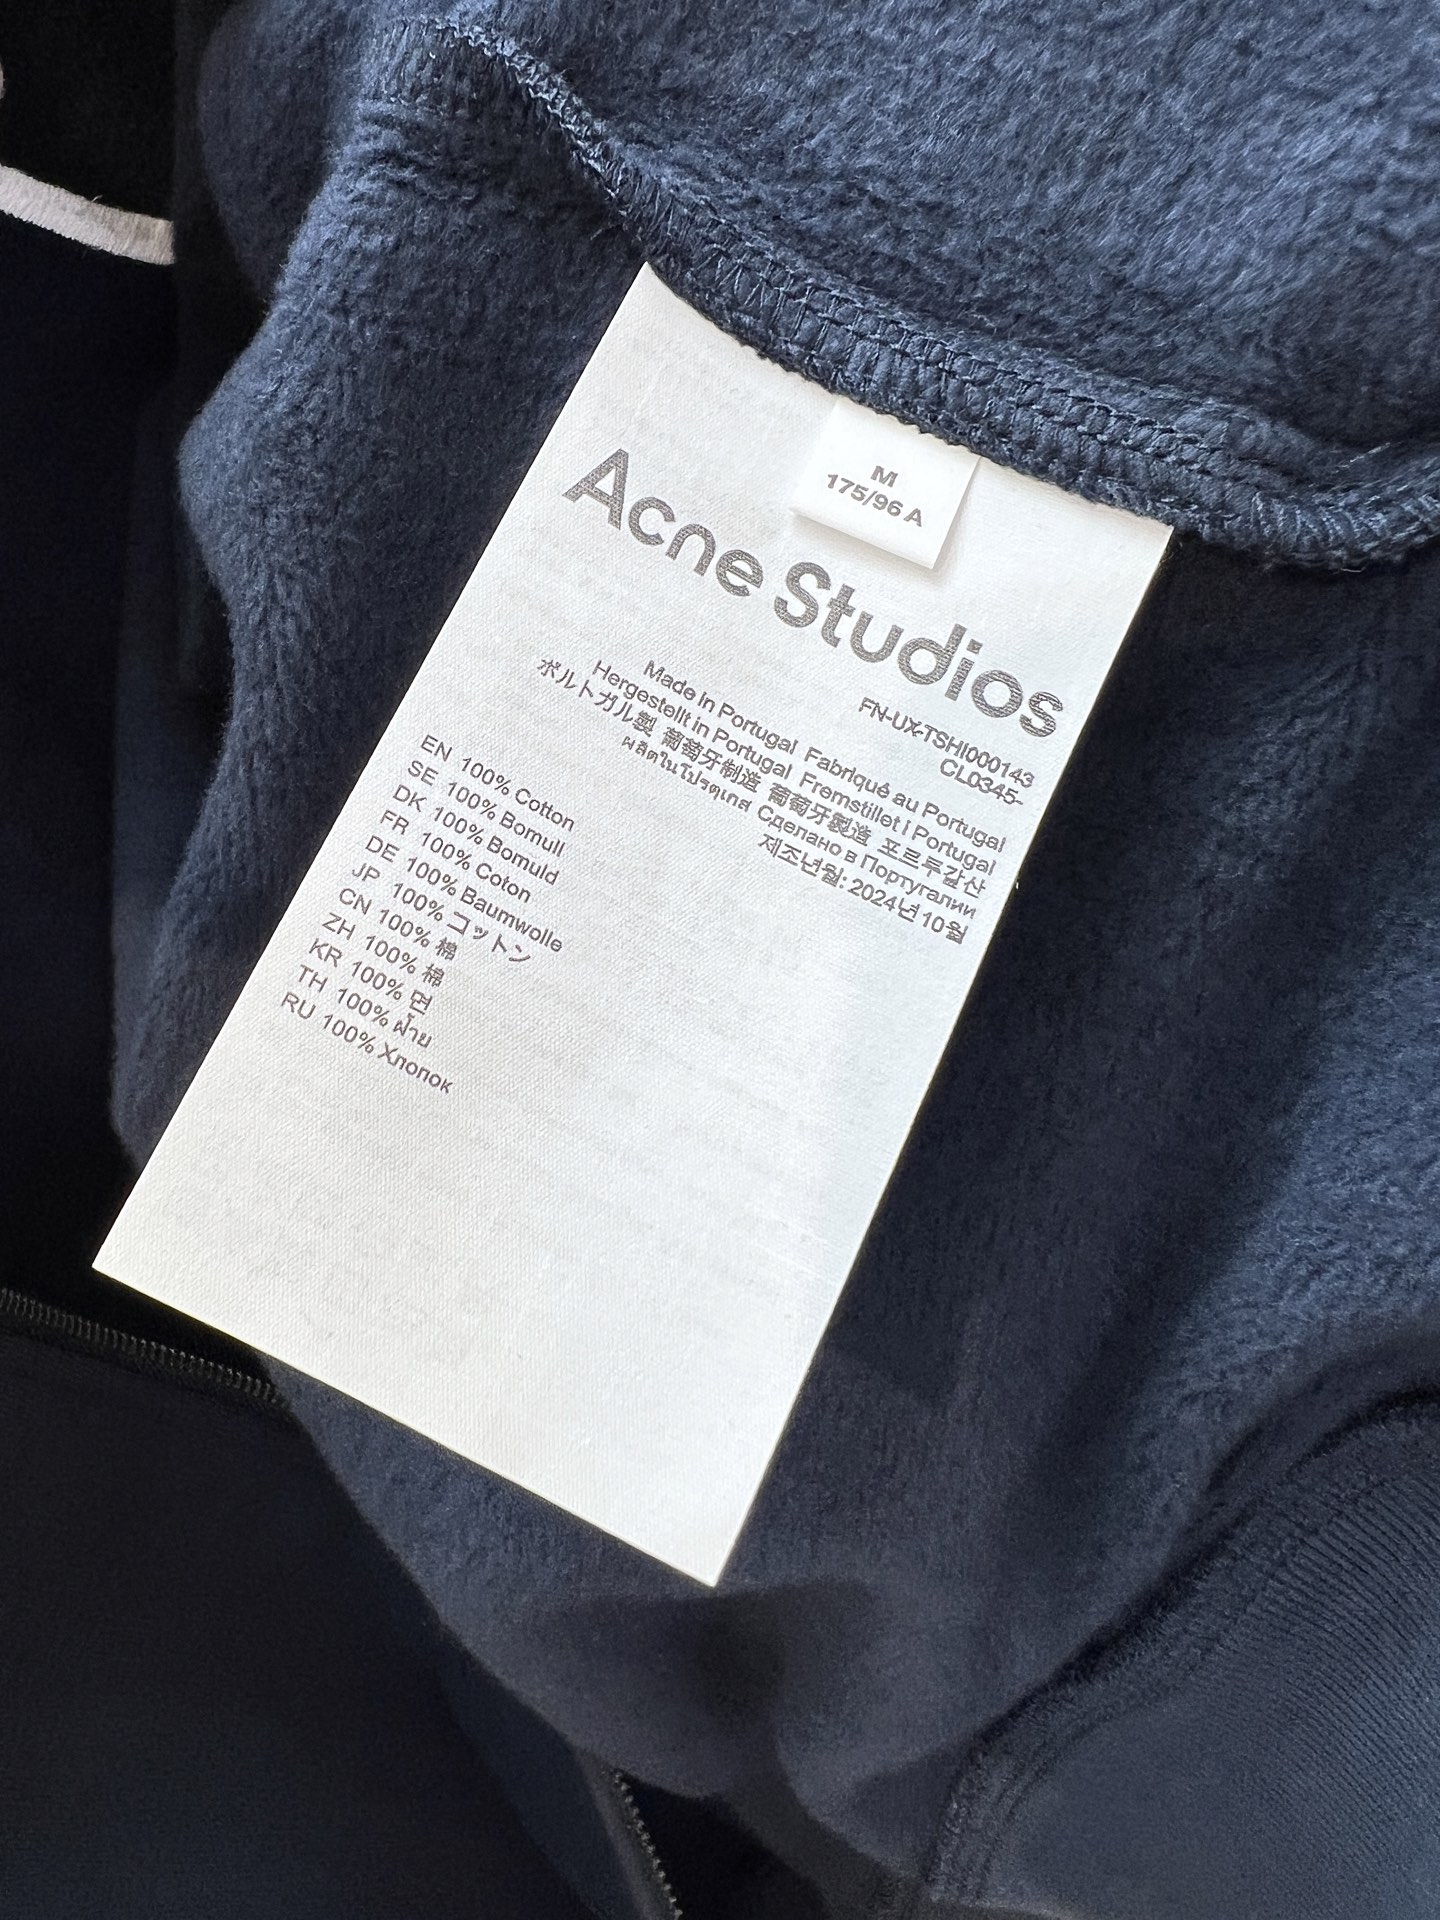 M
175/96 A
Acne Studios
FN-UX-TSHI000143
CL0345-
Made in Portugal Fabriqué au Portugal
Hergestellt in Portugal Fremstillet i Portugal
ポルトガル製 葡萄牙制造 葡萄牙製造 포르투갈산
ผลิตในโปรตุเกส Сделано в Португалии
제조년월: 2024년 10월
EN 100% Cotton
SE 100% Bomull
DK 100% Bomuld
FR 100% Coton
DE 100% Baumwolle
JP 100% コットン
CN 100% 棉
ZH 100% 棉
KR 100% 면
TH 100% ฝ้าย
RU 100% Хлопок